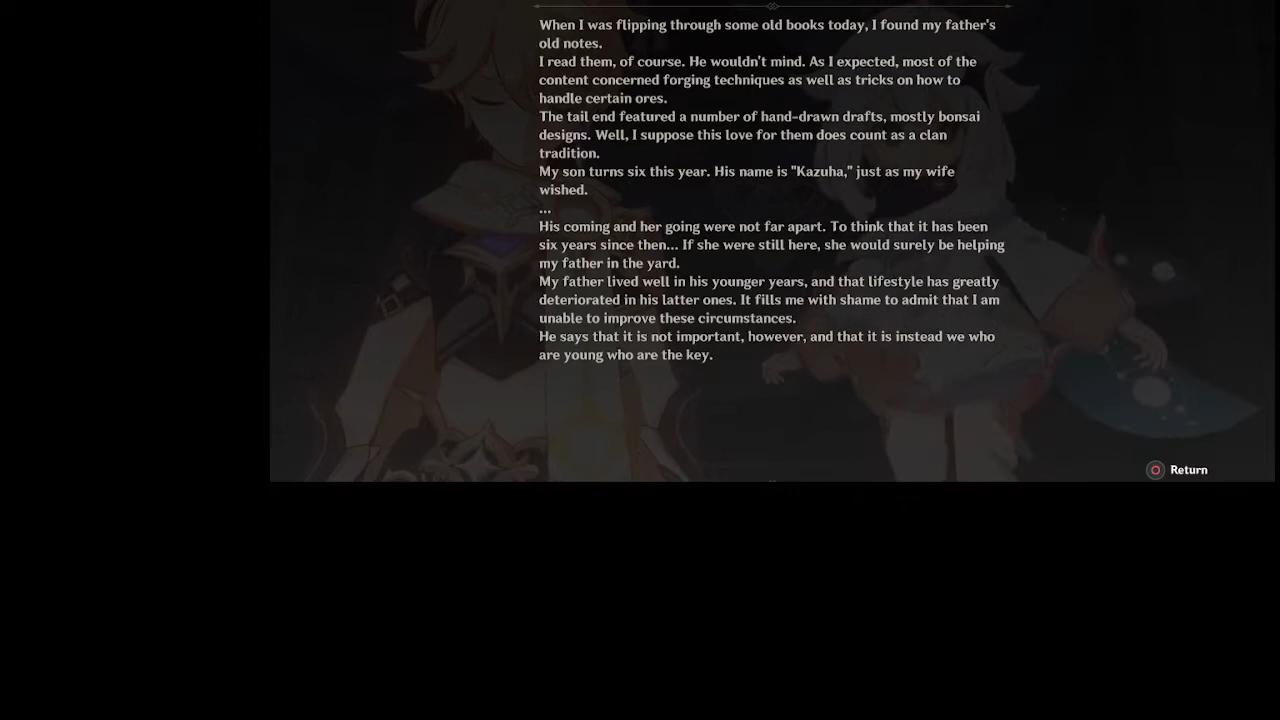 When I was flipping through some old books today, I found my father's
old notes.
I read them, of course. He wouldn't mind. As I expected, most of the
content concerned forging techniques as well as tricks on how to
handle certain ores.
The tail end featured a number of hand-drawn drafts, mostly bonsai
designs. Well, I suppose this love for them does count as a clan
tradition.
My son turns six this year. His name is "Kazuha," just as my wife
wished.
...
His coming and her going were not far apart. To think that it has been
six years since then... If she were still here, she would surely be helping
my father in the yard.
My father lived well in his younger years, and that lifestyle has greatly
deteriorated in his latter ones. It fills me with shame to admit that I am
unable to improve these circumstances.
He says that it is not important, however, and that it is instead we who
are young who are the key.
Return